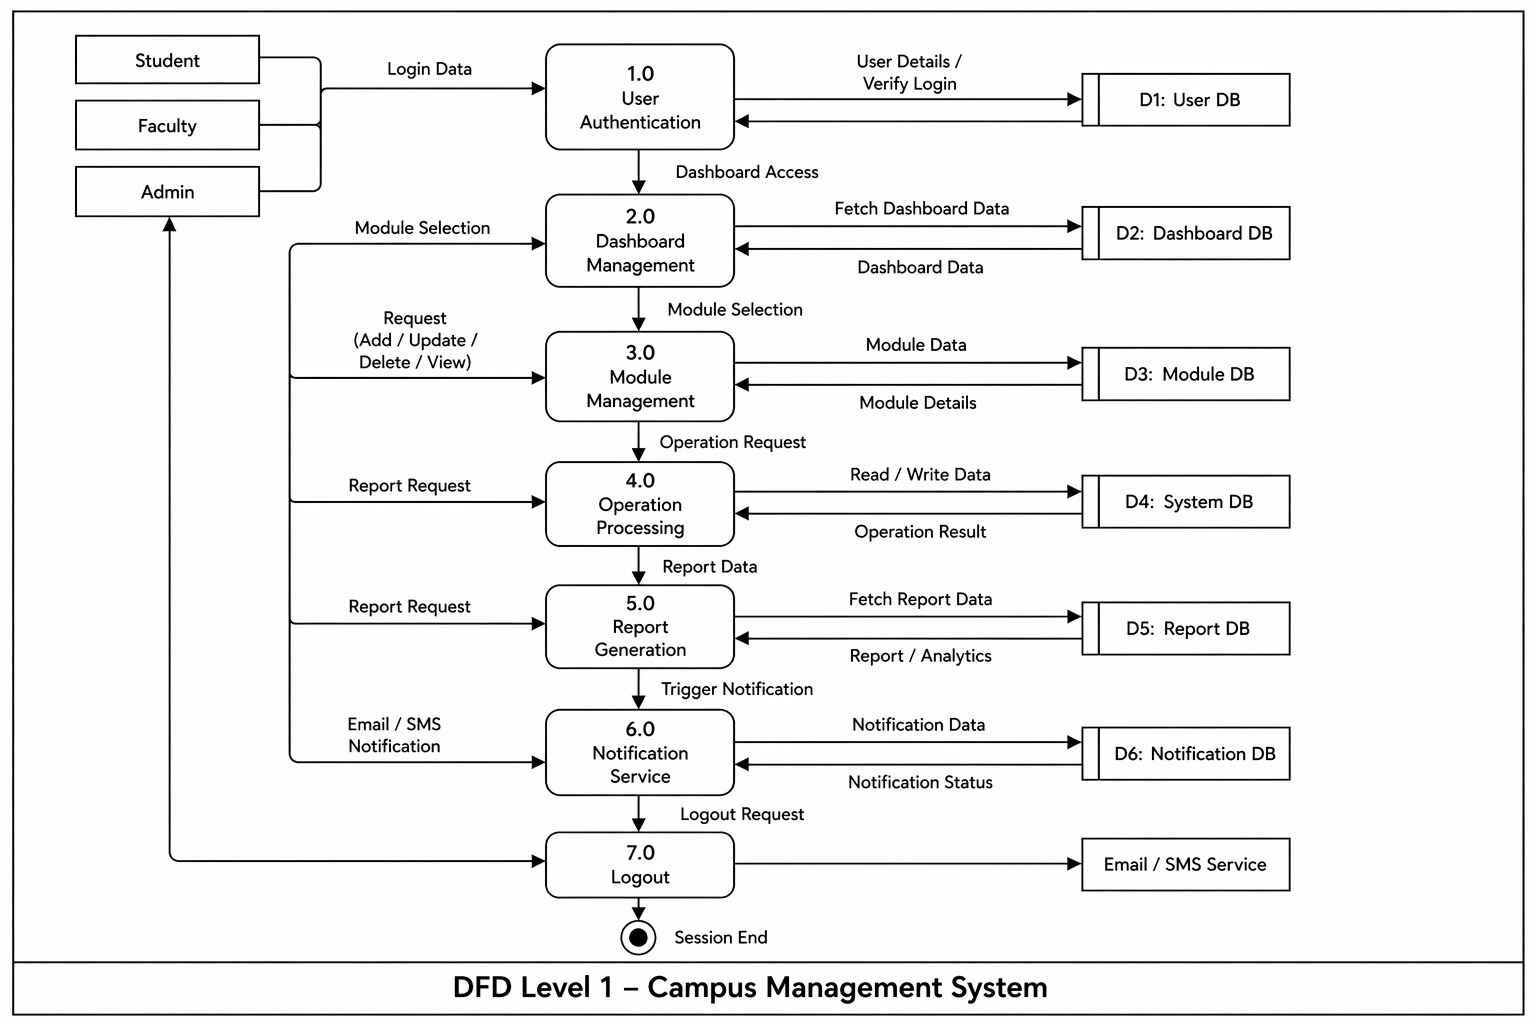 Student
Faculty
Admin
Login Data
1.0
User
Authentication
User Details /
Verify Login
D1: User DB
Dashboard Access
Module Selection
2.0
Dashboard
Management
Fetch Dashboard Data
Dashboard Data
D2: Dashboard DB
Module Selection
Request
(Add / Update /
Delete / View)
3.0
Module
Management
Module Data
Module Details
D3: Module DB
Operation Request
Report Request
4.0
Operation
Processing
Read / Write Data
Operation Result
D4: System DB
Report Data
Report Request
5.0
Report
Generation
Fetch Report Data
Report / Analytics
D5: Report DB
Trigger Notification
Email / SMS
Notification
6.0
Notification
Service
Notification Data
Notification Status
D6: Notification DB
Logout Request
7.0
Logout
Email / SMS Service
Session End
DFD Level 1 – Campus Management System